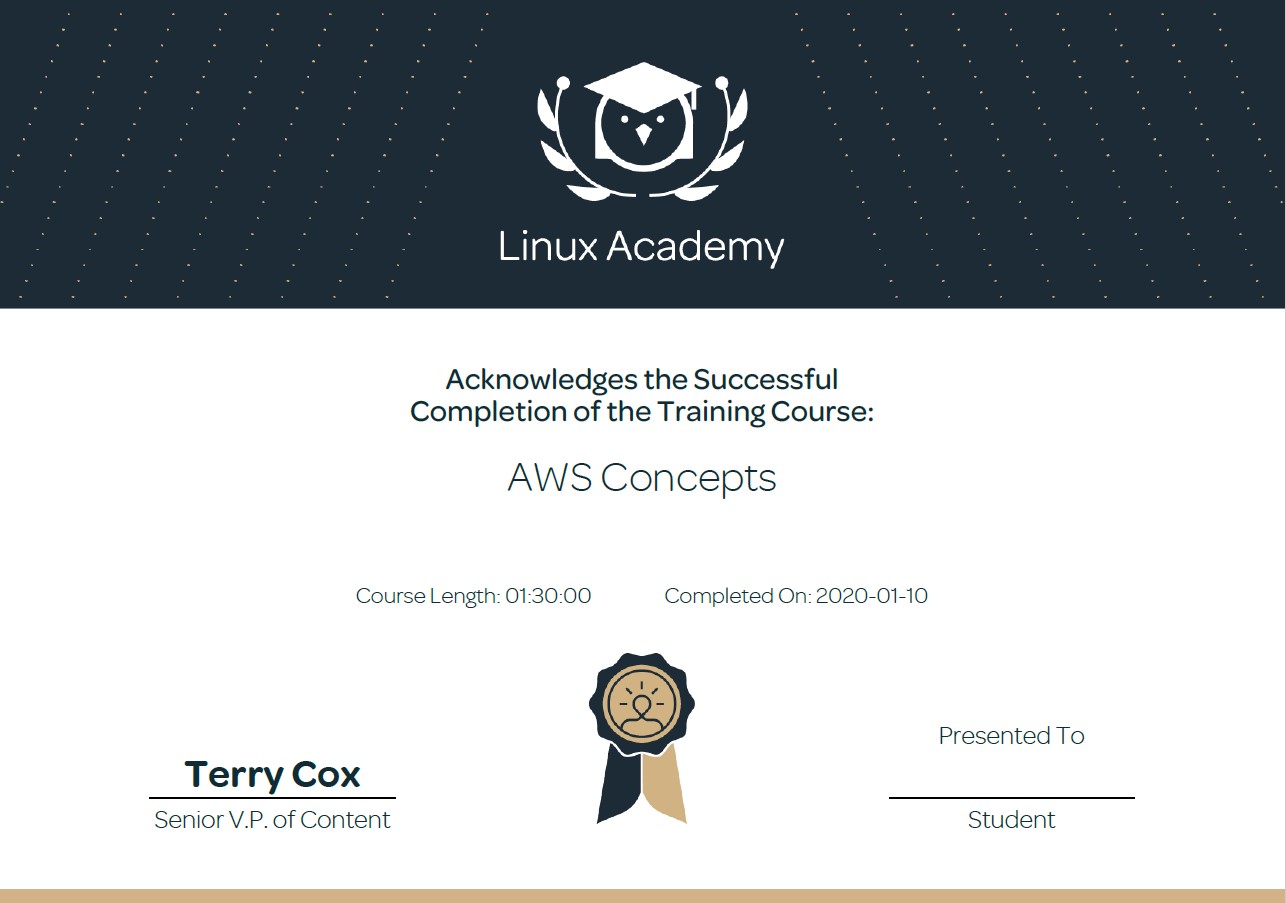 Linux Academy
Acknowledges the Successful
Completion of the Training Course:
AWS Concepts
Course Length: 01:30:00 Completed On: 2020-01-10
Presented To
Terry Cox
Senior V.P. of Content
Student